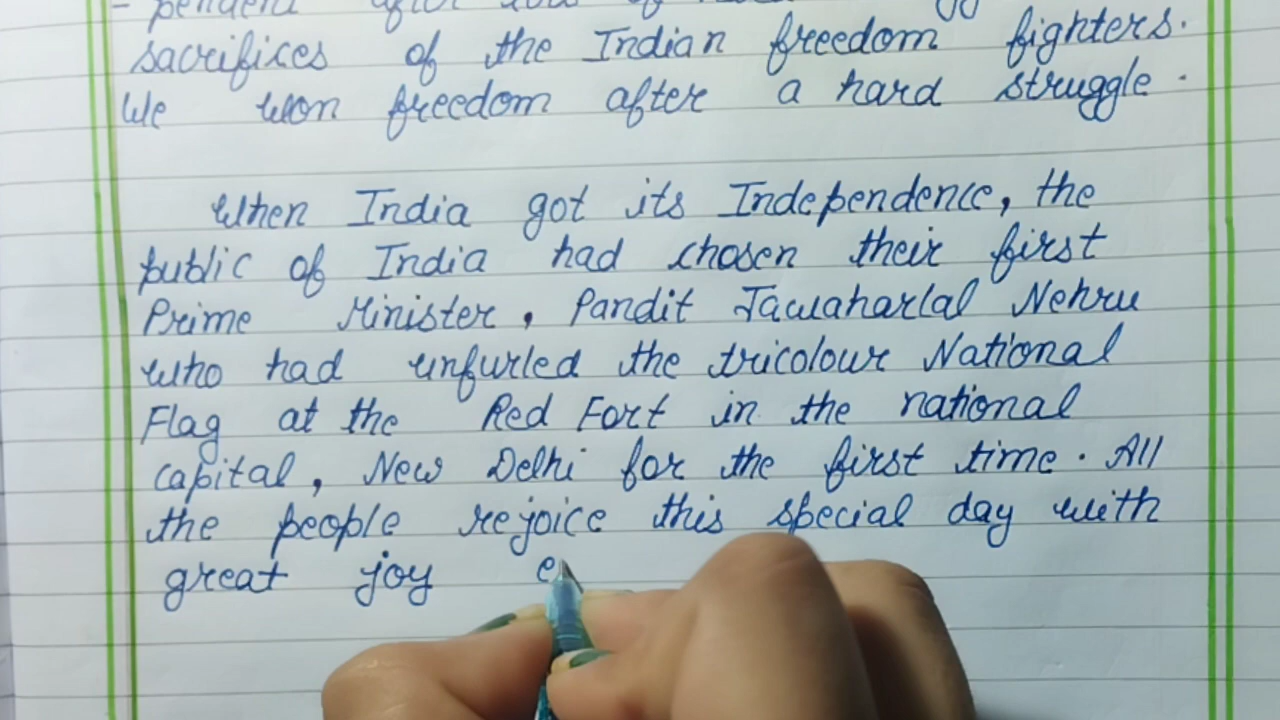 - pendent after
sacrifices of the Indian freedom fighters.
We won freedom after a hard struggle.
When India got its Independence, the
public of India had chosen their first
Prime Minister, Pandit Jawaharlal Nehru
who had unfurled the tricolour National
Flag at the Red Fort in the national
capital, New Delhi for the first time. All
the people rejoice this special day with
great joy e